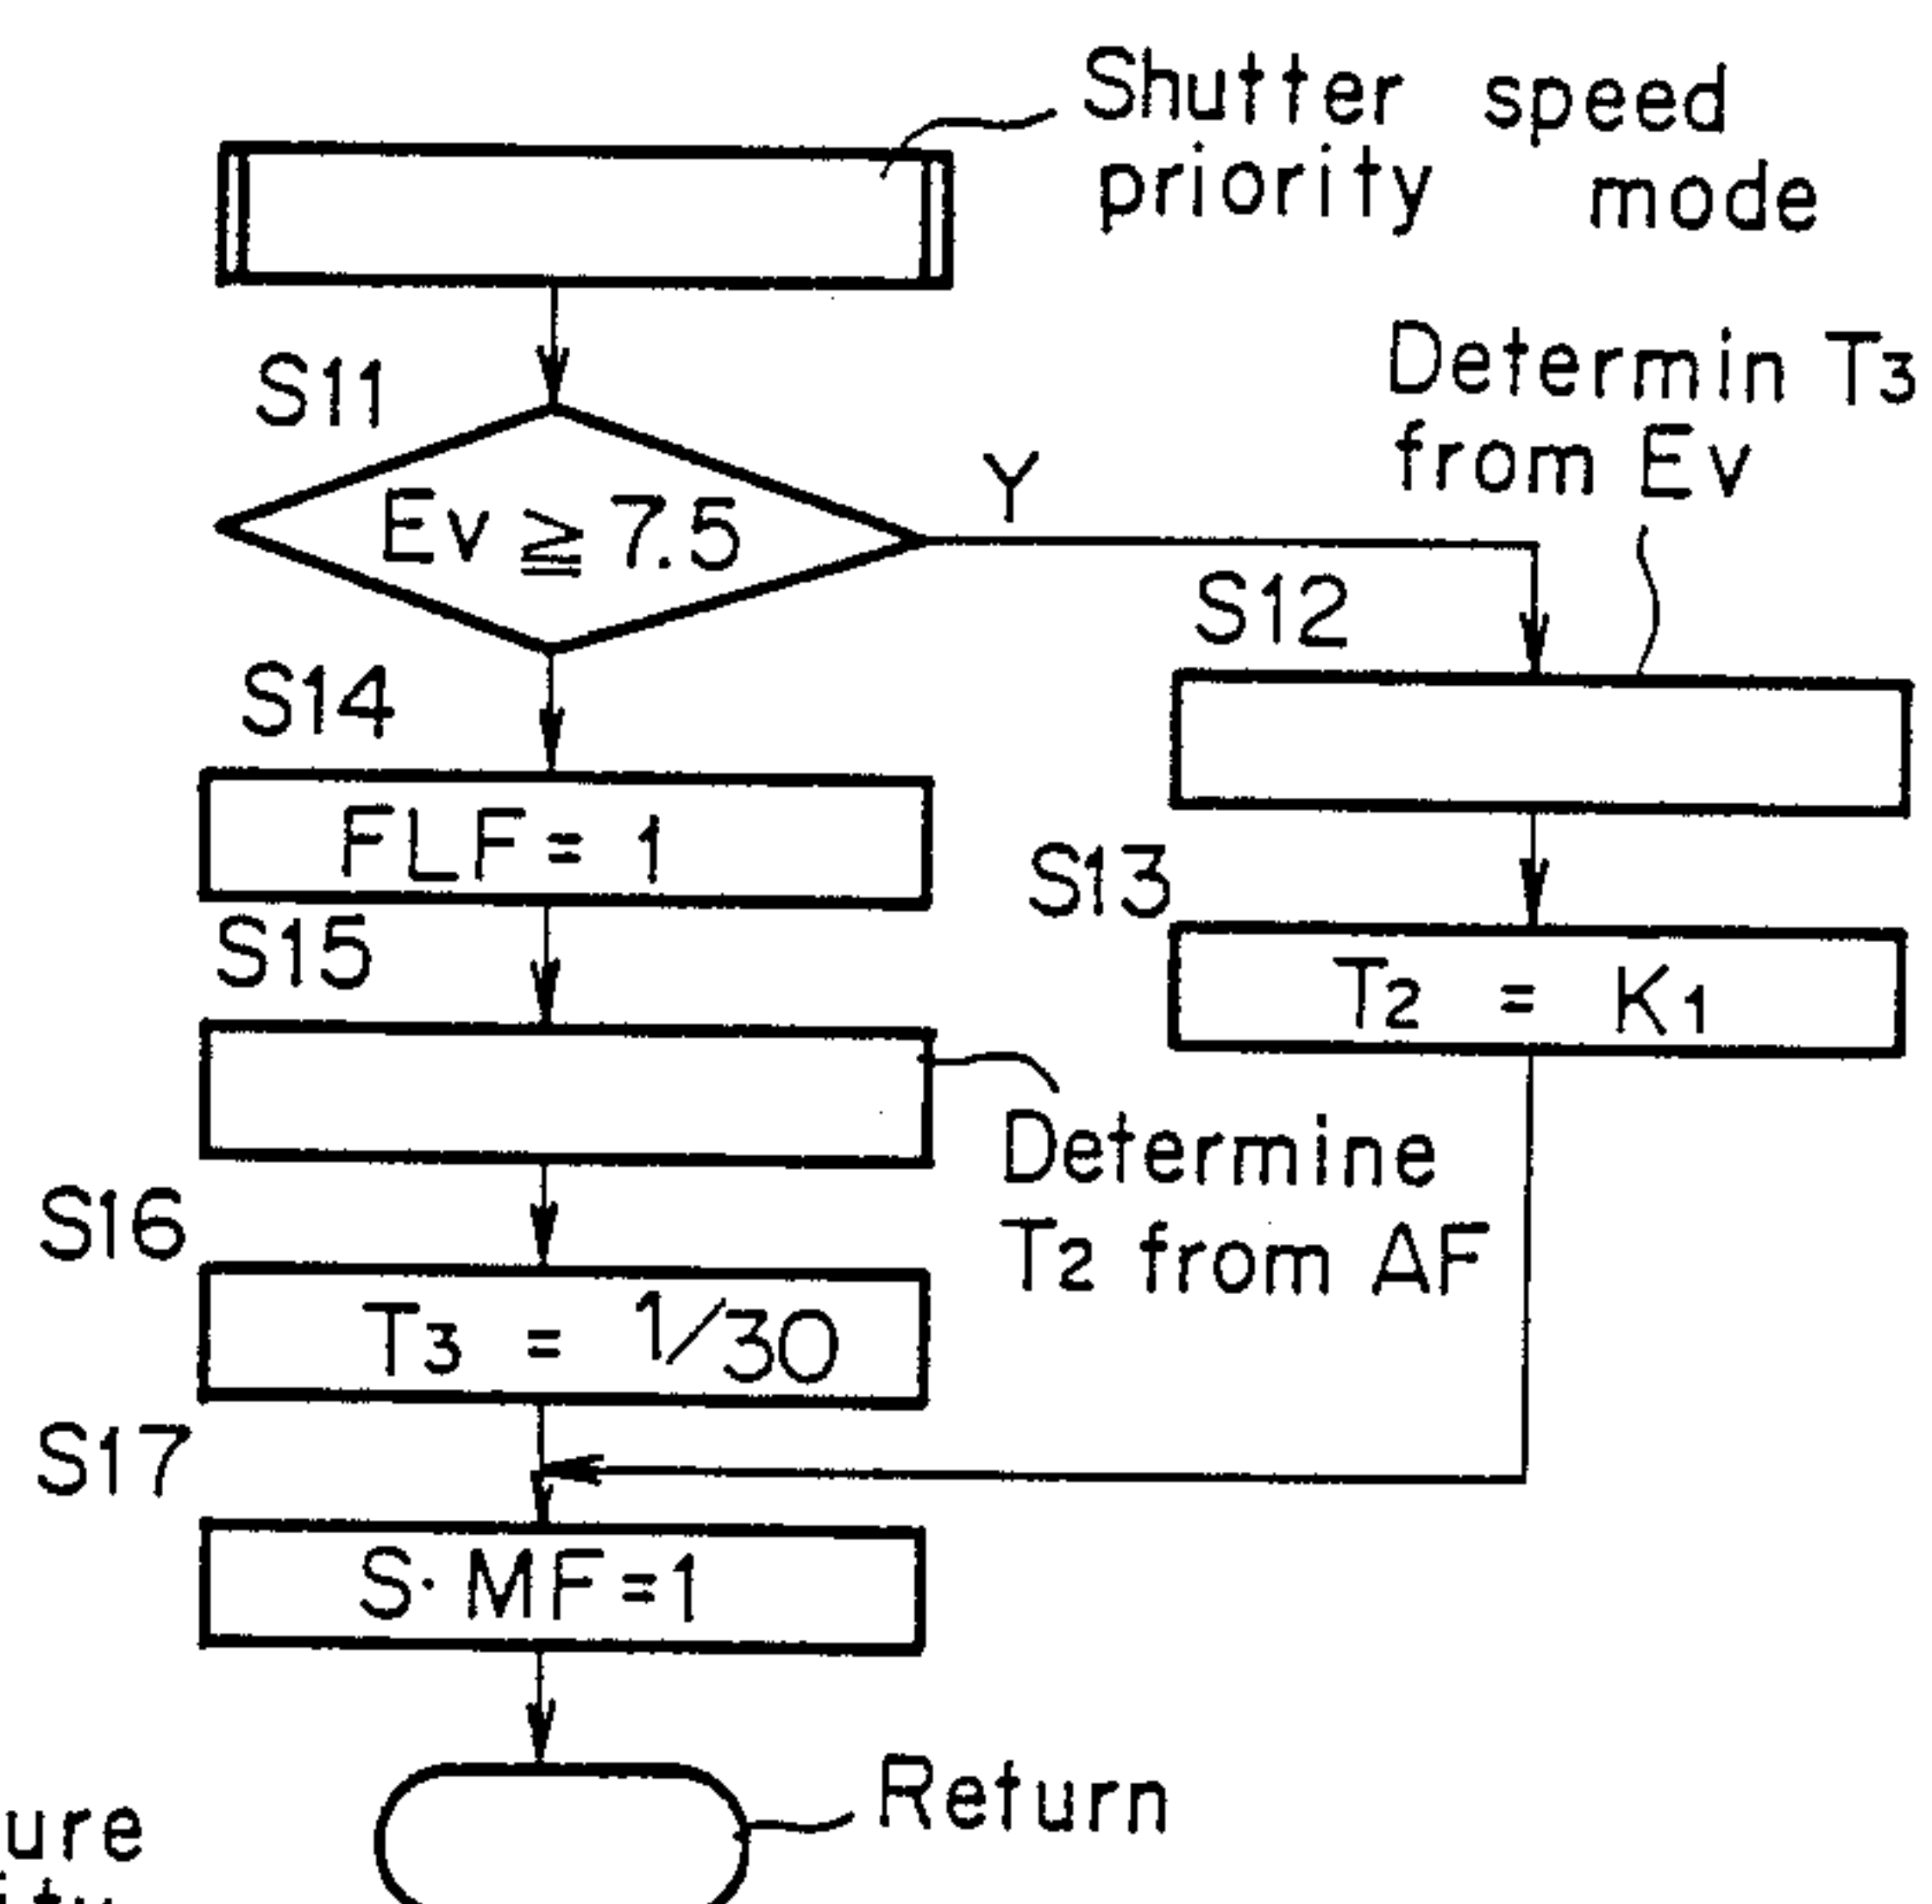 Shutter speed
priority mode
S11
Determin T3
from Ev
Ev ≧ 7.5
Y
S12
S14
FLF = 1
S13
T2 = K1
S15
Determine
T2 from AF
S16
T3 = 1/30
S17
S·MF=1
Return
ure